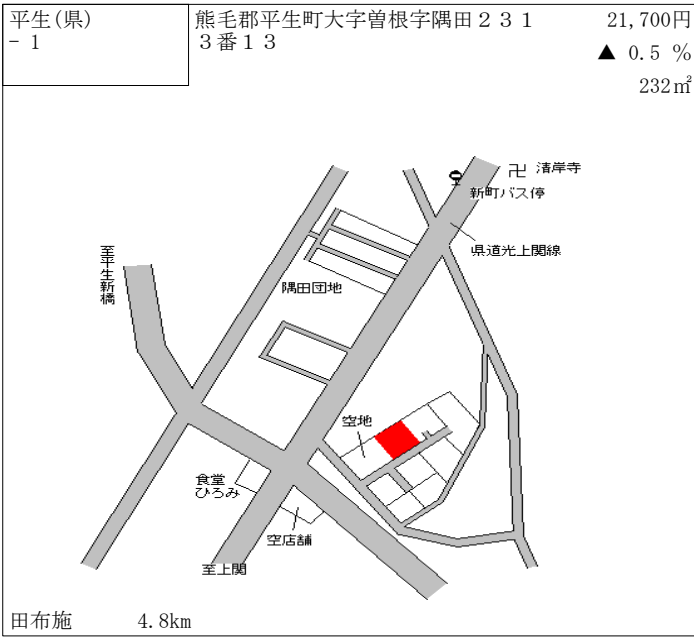 平生(県)
- 1
熊毛郡平生町大字曽根字隅田２３１
３番１３
21,700円
▲ 0.5 %
232㎡
卍 清岸寺
新町バス停
県道光上関線
至平生新橋
隅田団地
空地
食堂
ひろみ
空店舗
至上関
田布施 4.8km